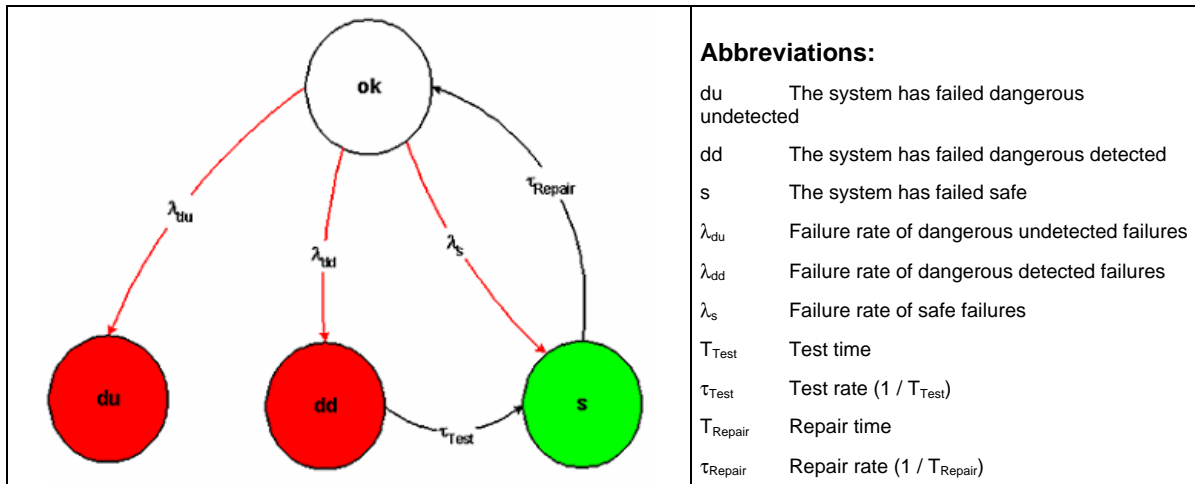 ok
τRepair
λdu
λdd
λs
du
dd
s
τTest
Abbreviations:
du The system has failed dangerous
undetected
dd The system has failed dangerous detected
s The system has failed safe
λdu Failure rate of dangerous undetected failures
λdd Failure rate of dangerous detected failures
λs Failure rate of safe failures
TTest Test time
τTest Test rate (1 / TTest)
TRepair Repair time
τRepair Repair rate (1 / TRepair)